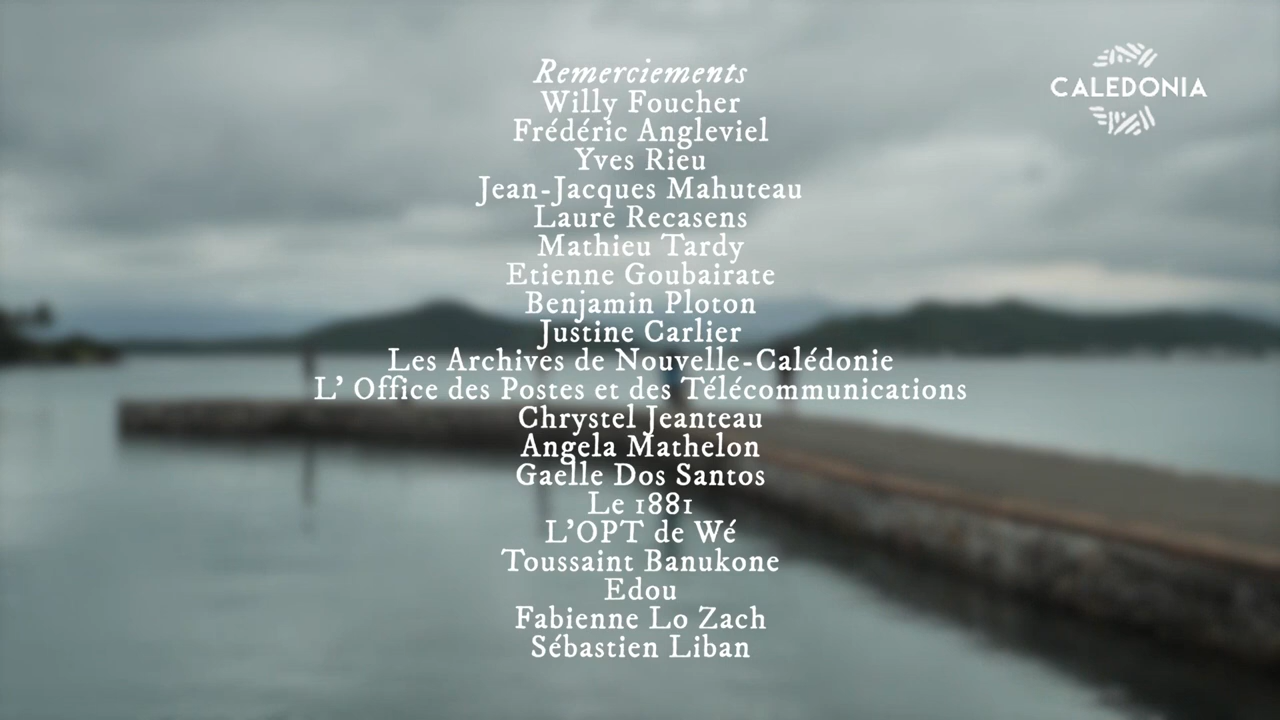 Remerciements
Willy Foucher
Frédéric Angleviel
Yves Rieu
Jean-Jacques Mahuteau
Laure Recasens
Mathieu Tardy
Etienne Goubairate
Benjamin Ploton
Justine Carlier
Les Archives de Nouvelle-Calédonie
L' Office des Postes et des Télécommunications
Chrystel Jeanteau
Angela Mathelon
Gaelle Dos Santos
Le 1881
L'OPT de Wé
Toussaint Banukone
Edou
Fabienne Lo Zach
Sébastien Liban
CALEDONIA